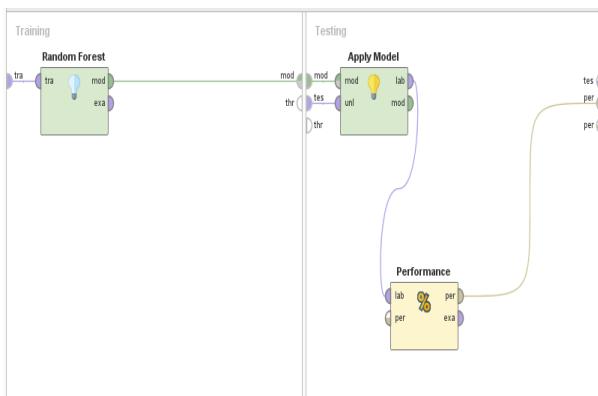 Training
Random Forest
tra
tra
mod
exa
mod
thr
Testing
Apply Model
mod
tes
thr
mod
unl
lab
mod
tes
per
per
Performance
lab
per
%
per
exa